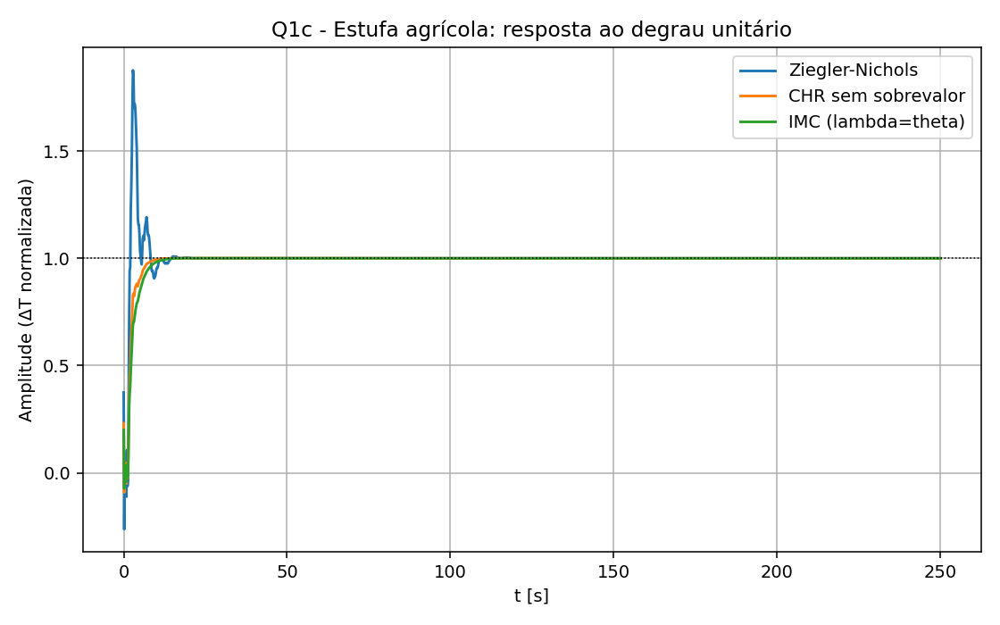 Q1c - Estufa agrícola: resposta ao degrau unitário
Ziegler-Nichols
CHR sem sobrevalor
IMC (lambda=theta)
Amplitude (ΔT normalizada)
1.5
1.0
0.5
0.0
0 50 100 150 200 250
t [s]